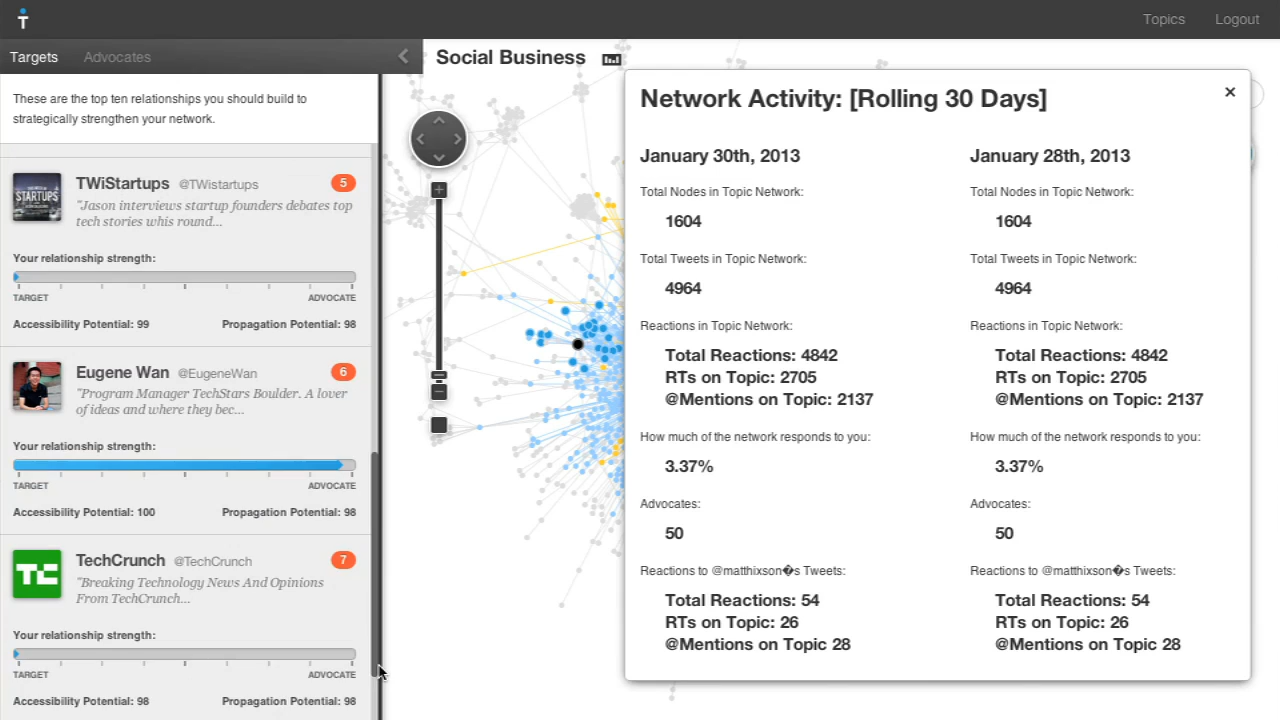 Topics
Logout
Targets
Advocates
Social Business
These are the top ten relationships you should build to
strategically strengthen your network.
TWiStartups @TWistartups
5
"Jason interviews startup founders debates top
tech stories whis round...
Your relationship strength:
TARGET
ADVOCATE
Accessibility Potential: 99
Propagation Potential: 98
Eugene Wan @EugeneWan
6
"Program Manager TechStars Boulder. A lover
of ideas and where they bec...
Your relationship strength:
TARGET
ADVOCATE
Accessibility Potential: 100
Propagation Potential: 98
TechCrunch @TechCrunch
7
"Breaking Technology News And Opinions
From TechCrunch...
Your relationship strength:
TARGET
ADVOCATE
Accessibility Potential: 98
Propagation Potential: 98
Network Activity: [Rolling 30 Days]
January 30th, 2013
Total Nodes in Topic Network:
1604
Total Tweets in Topic Network:
4964
Reactions in Topic Network:
Total Reactions: 4842
RTs on Topic: 2705
@Mentions on Topic: 2137
How much of the network responds to you:
3.37%
Advocates:
50
Reactions to @matthixson�s Tweets:
Total Reactions: 54
RTs on Topic: 26
@Mentions on Topic 28
January 28th, 2013
Total Nodes in Topic Network:
1604
Total Tweets in Topic Network:
4964
Reactions in Topic Network:
Total Reactions: 4842
RTs on Topic: 2705
@Mentions on Topic: 2137
How much of the network responds to you:
3.37%
Advocates:
50
Reactions to @matthixson�s Tweets:
Total Reactions: 54
RTs on Topic: 26
@Mentions on Topic 28